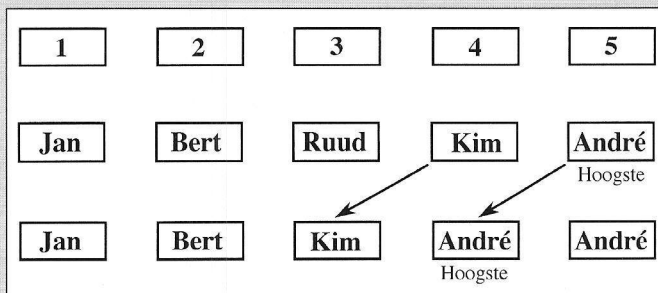 1 2 3 4 5
Jan Bert Ruud Kim André
Hoogste
Jan Bert Kim André André
Hoogste